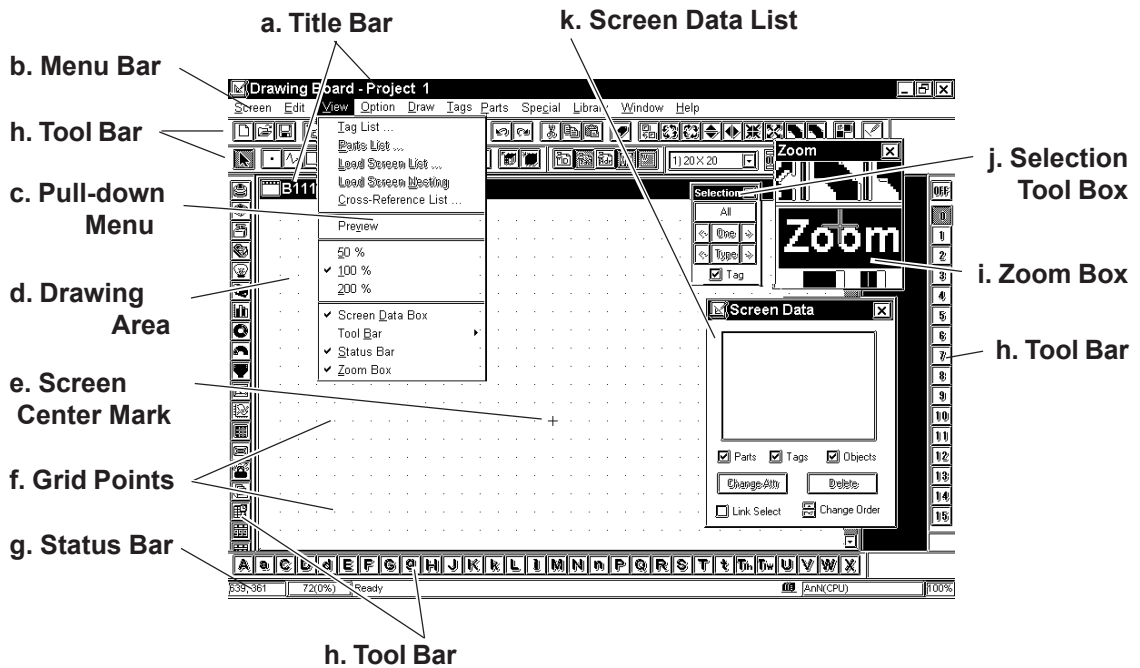 a. Title Bar
k. Screen Data List
b. Menu Bar
Drawing Board - Project 1
Screen Edit View Option Draw Tags Parts Special Library Window Help
h. Tool Bar
Tag List ...
Parts List ...
Load Screen List ...
Load Screen Nesting
Cross-Reference List ...
Preview
50 %
100 %
200 %
Screen Data Box
Tool Bar
Status Bar
Zoom Box
1) 20 X 20
Zoom
Zoom
j. Selection
Tool Box
B111
Selection
All
One
Type
Tag
OFF
0
1
2
3
4
5
6
7
8
9
10
11
12
13
14
15
c. Pull-down
Menu
i. Zoom Box
d. Drawing
Area
Screen Data
Parts Tags Objects
Change Attr Delete
Link Select Change Order
h. Tool Bar
e. Screen
Center Mark
f. Grid Points
g. Status Bar
A a C D d E F G g H J K k L l M N n P Q R S T t Th Tw U V W X
639, 361 72(0%) Ready AnN(CPU) 100%
h. Tool Bar